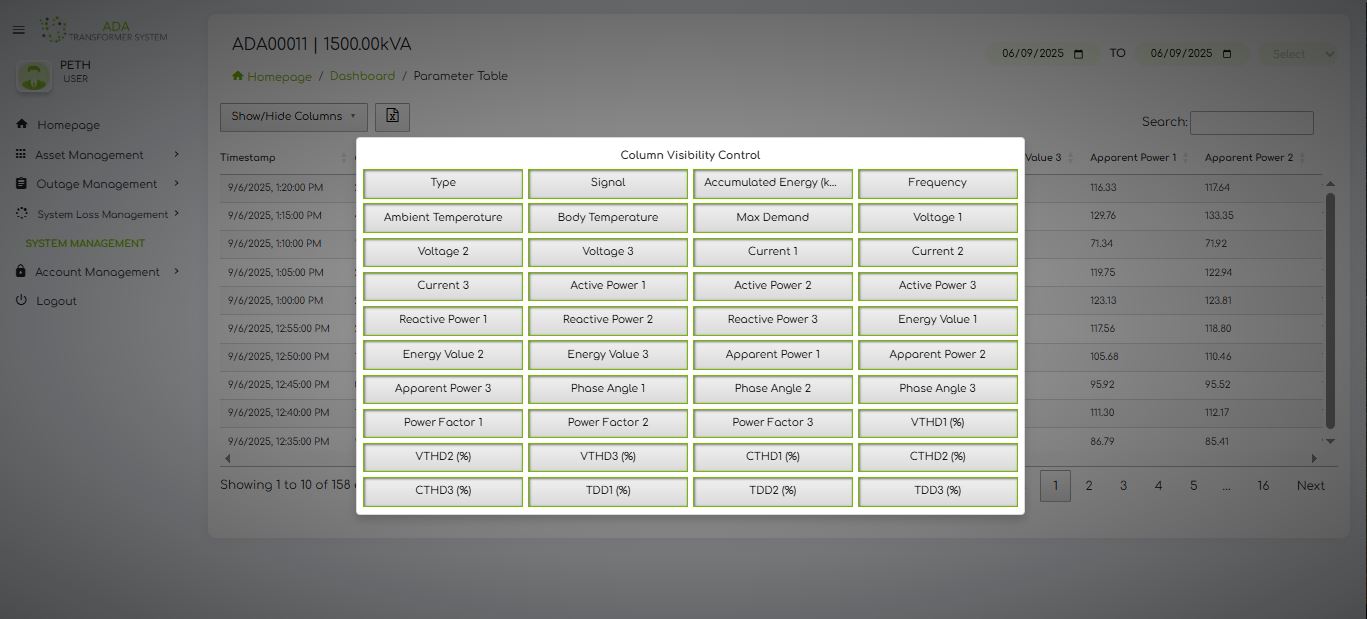 ADA
TRANSFORMER SYSTEM
PETH
USER
Homepage
Asset Management
Outage Management
System Loss Management
SYSTEM MANAGEMENT
Account Management
Logout
ADA00011 | 1500.00kVA
Homepage / Dashboard / Parameter Table
06/09/2025 TO 06/09/2025 Select
Show/Hide Columns
Search:
Timestamp Value 3 Apparent Power 1 Apparent Power 2
9/6/2025, 1:20:00 PM 116.33 117.64
9/6/2025, 1:15:00 PM 129.76 133.35
9/6/2025, 1:10:00 PM 71.34 71.92
9/6/2025, 1:05:00 PM 119.75 122.94
9/6/2025, 1:00:00 PM 123.13 123.81
9/6/2025, 12:55:00 PM 117.56 118.80
9/6/2025, 12:50:00 PM 105.68 110.46
9/6/2025, 12:45:00 PM 95.92 95.52
9/6/2025, 12:40:00 PM 111.30 112.17
9/6/2025, 12:35:00 PM 86.79 85.41
Showing 1 to 10 of 158
1 2 3 4 5 ... 16 Next
Column Visibility Control
Type Signal Accumulated Energy (k... Frequency
Ambient Temperature Body Temperature Max Demand Voltage 1
Voltage 2 Voltage 3 Current 1 Current 2
Current 3 Active Power 1 Active Power 2 Active Power 3
Reactive Power 1 Reactive Power 2 Reactive Power 3 Energy Value 1
Energy Value 2 Energy Value 3 Apparent Power 1 Apparent Power 2
Apparent Power 3 Phase Angle 1 Phase Angle 2 Phase Angle 3
Power Factor 1 Power Factor 2 Power Factor 3 VTHD1 (%)
VTHD2 (%) VTHD3 (%) CTHD1 (%) CTHD2 (%)
CTHD3 (%) TDD1 (%) TDD2 (%) TDD3 (%)